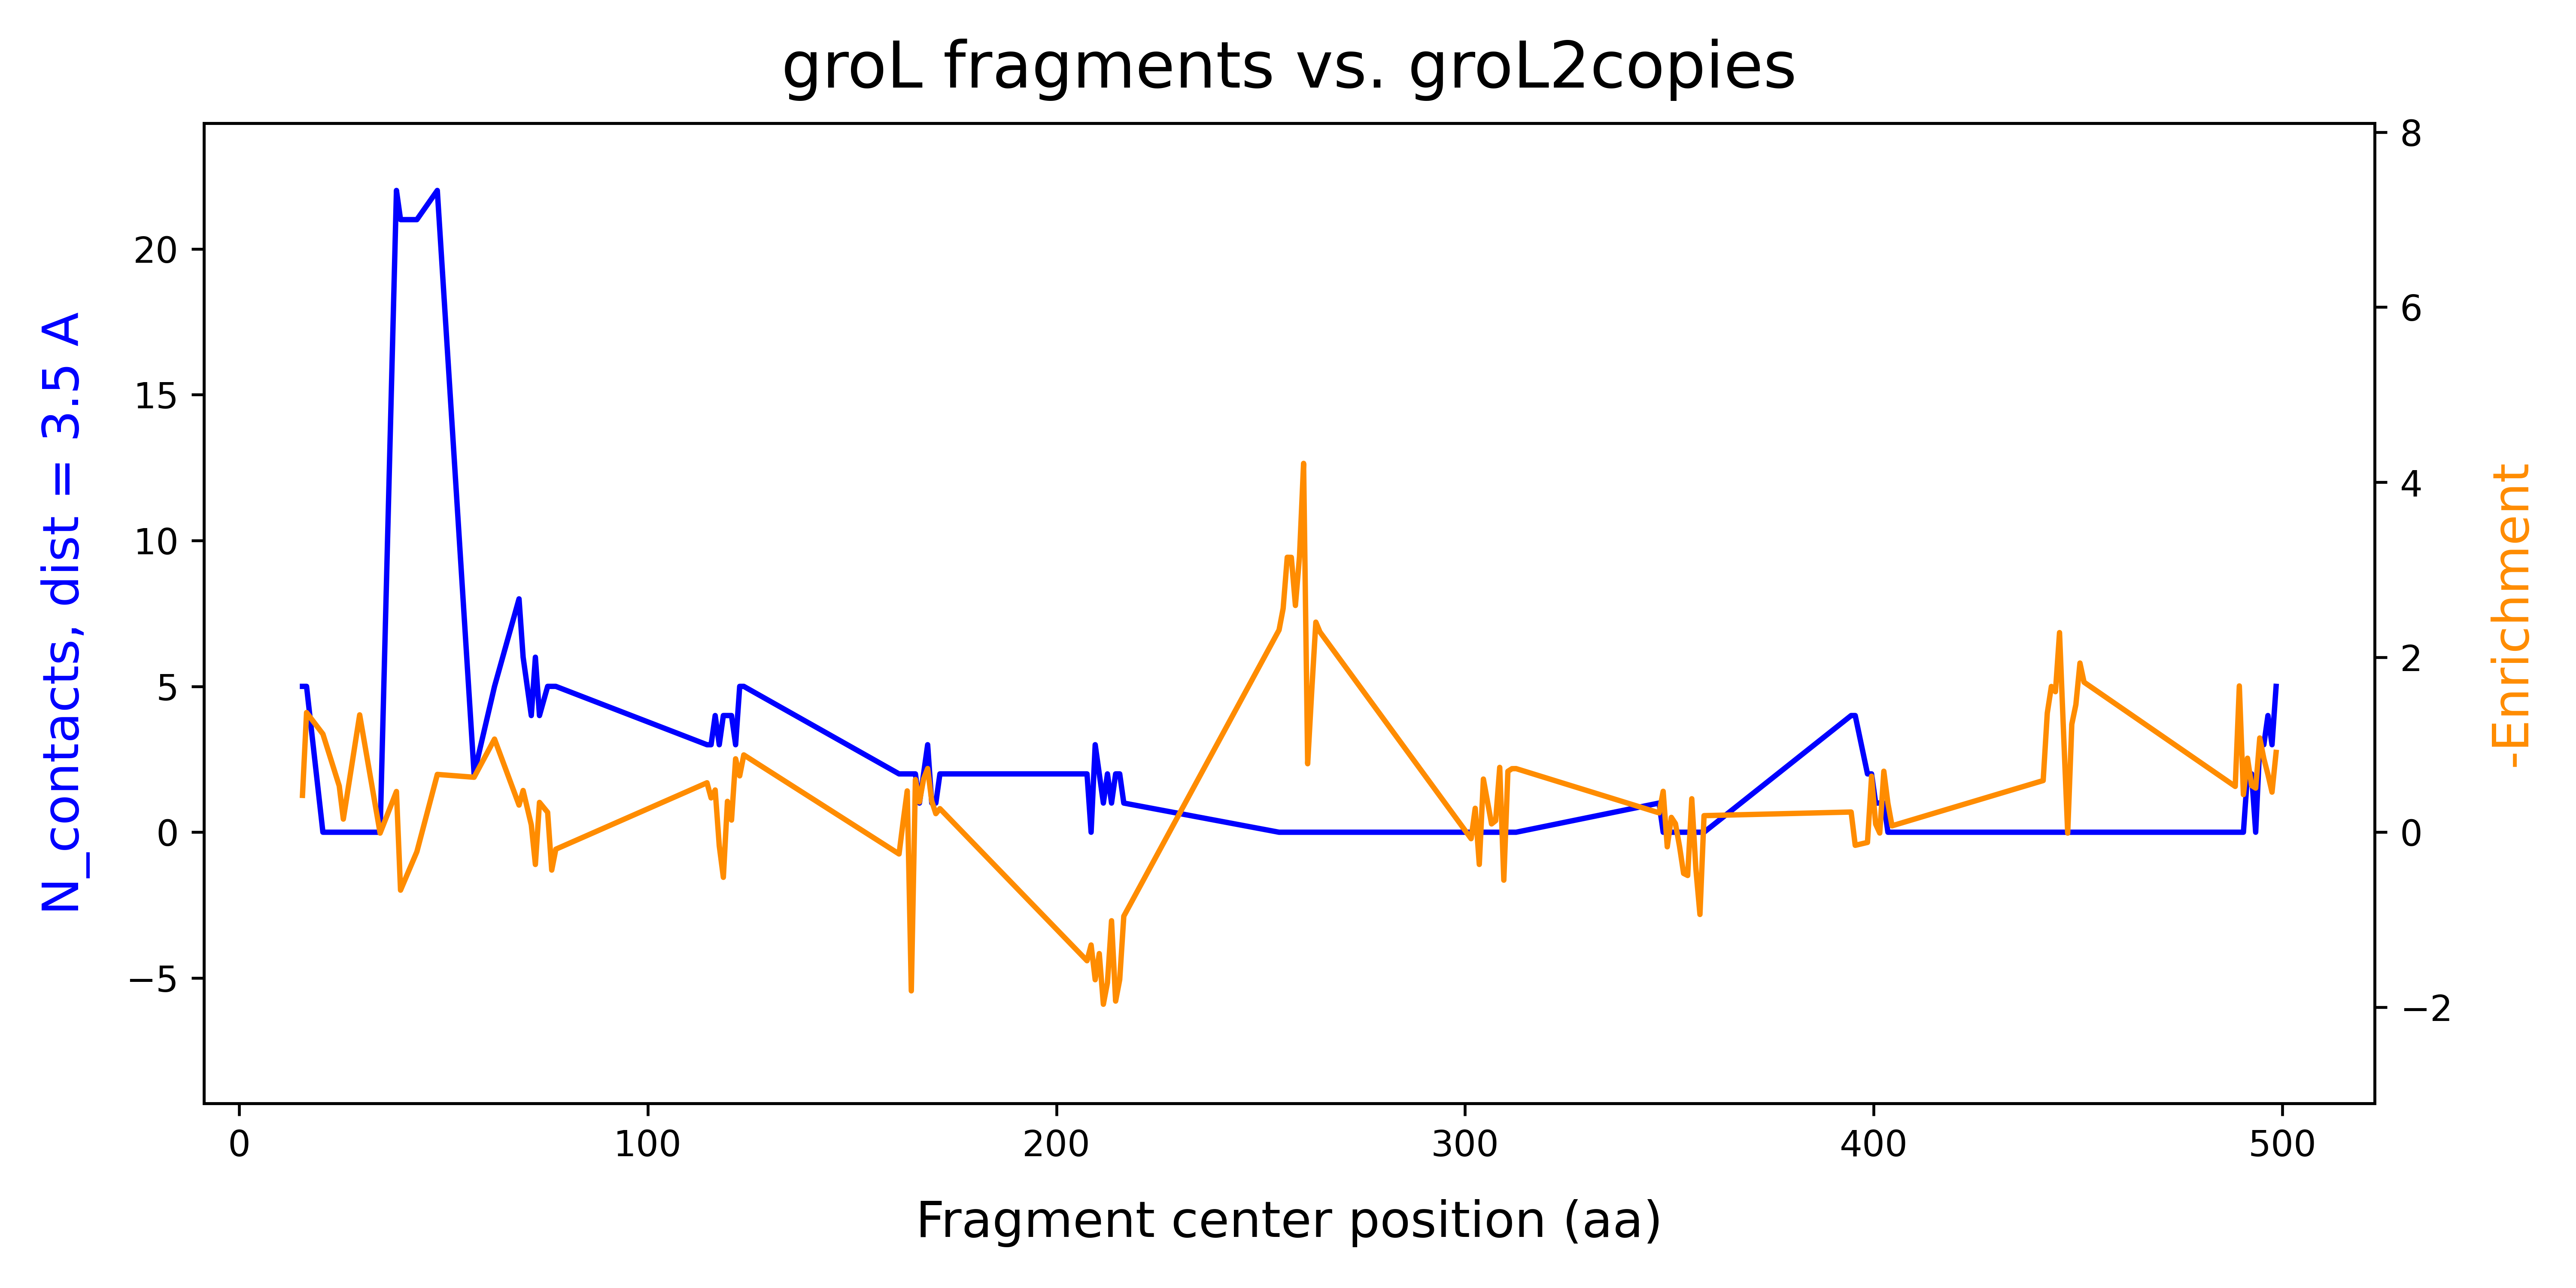 groL fragments vs. groL2copies
N_contacts, dist = 3.5 A
20
15
10
5
0
−5
8
6
4
2
0
−2
-Enrichment
0 100 200 300 400 500
Fragment center position (aa)